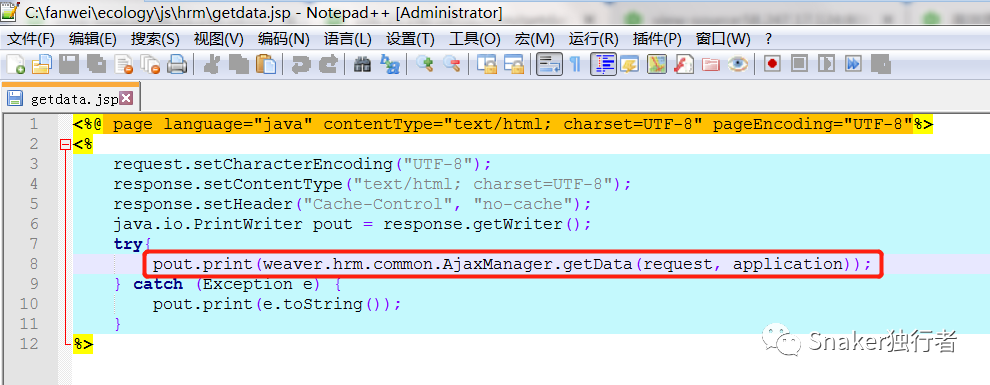 C:\fanwei\ecology\js\hrm\getdata.jsp - Notepad++ [Administrator]
文件(F) 编辑(E) 搜索(S) 视图(V) 编码(N) 语言(L) 设置(T) 工具(O) 宏(M) 运行(R) 插件(P) 窗口(W) ?
getdata.jsp
1 <%@ page language="java" contentType="text/html; charset=UTF-8" pageEncoding="UTF-8"%>
2 <%
3 request.setCharacterEncoding("UTF-8");
4 response.setContentType("text/html; charset=UTF-8");
5 response.setHeader("Cache-Control", "no-cache");
6 java.io.PrintWriter pout = response.getWriter();
7 try{
8 pout.print(weaver.hrm.common.AjaxManager.getData(request, application));
9 } catch (Exception e) {
10 pout.print(e.toString());
11 }
12 %>
Snaker独行者